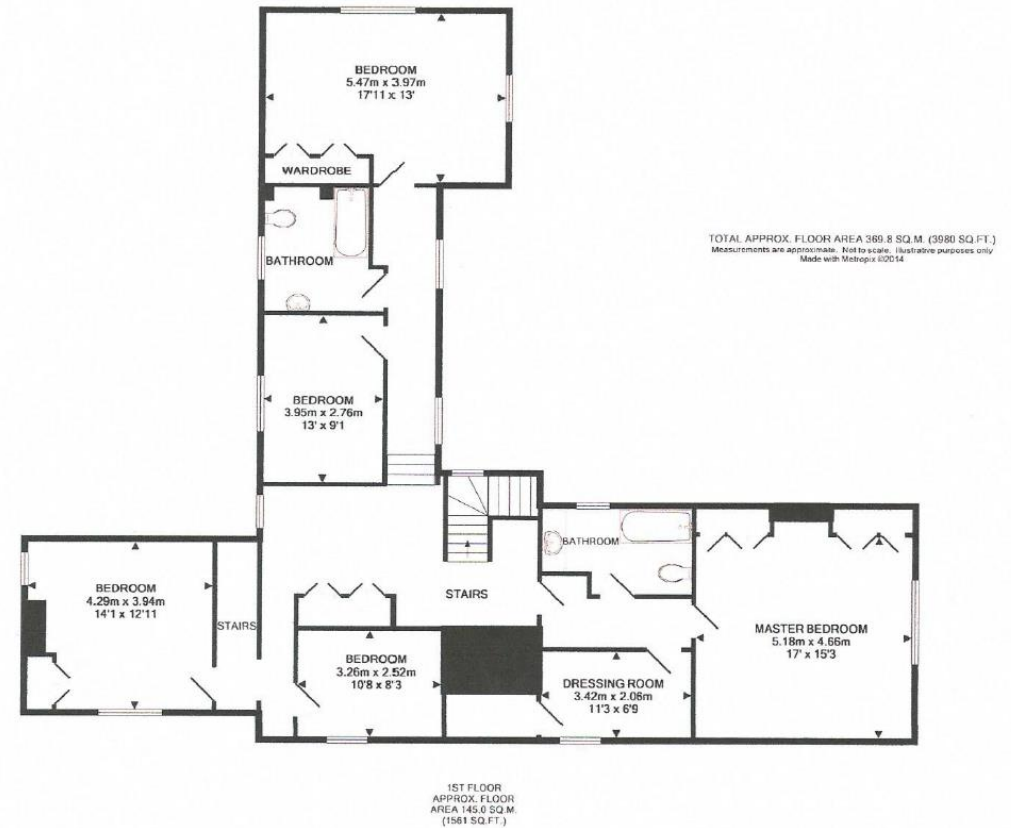 BEDROOM
5.47m x 3.97m
17'11 x 13'
WARDROBE
BATHROOM
TOTAL APPROX. FLOOR AREA 369.8 SQ.M. (3980 SQ.FT.)
Measurements are approximate. Not to scale. Illustrative purposes only
Made with Metropix ©2014
BEDROOM
3.95m x 2.76m
13' x 9'1
BATHROOM
BEDROOM
4.29m x 3.94m
14'1 x 12'11
STAIRS
STAIRS
MASTER BEDROOM
5.18m x 4.66m
17' x 15'3
BEDROOM
3.26m x 2.52m
10'8 x 8'3
DRESSING ROOM
3.42m x 2.06m
11'3 x 6'9
1ST FLOOR
APPROX. FLOOR
AREA 145.0 SQ.M.
(1561 SQ.FT.)